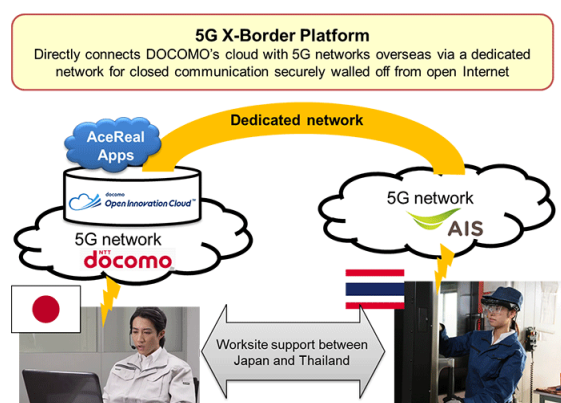 5G X-Border Platform
Directly connects DOCOMO's cloud with 5G networks overseas via a dedicated
network for closed communication securely walled off from open Internet
Dedicated network
AceReal
Apps
docomo
Open Innovation Cloud™
5G network
NTT
döcomo
5G network
AIS
Worksite support between
Japan and Thailand